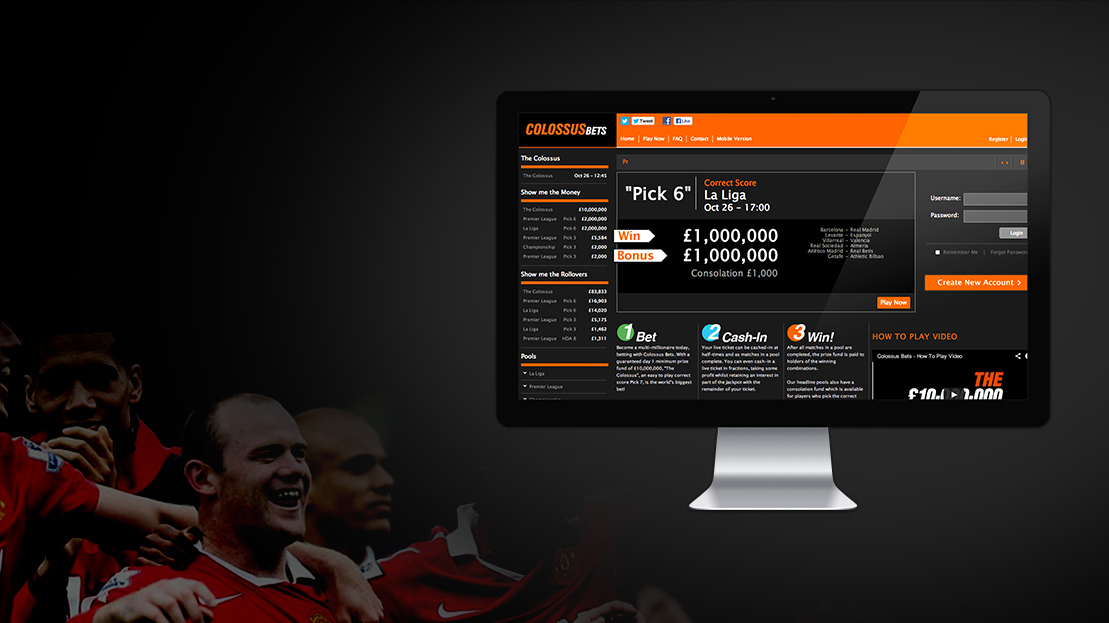 COLOSSUSBETS
Tweet
Like
Home | Play Now | FAQ | Contact | Mobile Version
Register | Login
The Colossus
The Colossus Oct 26 - 12:45
Show me the Money
The Colossus £10,000,000
Premier League Pick 6 £2,000,000
La Liga Pick 6 £2,000,000
Premier League Pick 3 £5,584
Championship Pick 3 £2,000
Premier League Pick 3 £2,000
Show me the Rollovers
The Colossus £83,833
Premier League Pick 6 £16,903
La Liga Pick 6 £14,020
Premier League Pick 3 £5,175
La Liga Pick 3 £1,462
Premier League HDA 8 £1,311
Pools
La Liga
Premier League
Championship
Pr
"Pick 6"
Correct Score
La Liga
Oct 26 - 17:00
Win £1,000,000
Bonus £1,000,000
Consolation £1,000
Barcelona - Real Madrid
Levante - Espanyol
Villarreal - Valencia
Real Sociedad - Almeria
Atlético Madrid - Real Betis
Getafe - Athletic Bilbao
Play Now
Username:
Password:
Login
Remember Me | Forgot Password
Create New Account >
1 Bet
Become a multi-millionaire today,
betting with Colossus Bets. With a
guaranteed day 1 minimum prize
fund of £10,000,000, "The
Colossus", an easy to play correct
score Pick 7, is the world's biggest
bet!
2 Cash-In
Your live ticket can be cashed-in at
half-times and as matches in a pool
complete. You can even cash-in a
live ticket in fractions, taking some
profit whilst retaining an interest in
part of the Jackpot with the
remainder of your ticket.
3 Win!
After all matches in a pool are
completed, the prize fund is paid to
holders of the winning
combinations.
Our headline pools also have a
consolation fund which is available
for players who pick the correct
HOW TO PLAY VIDEO
Colossus Bets - How To Play Video
THE
£10,000,000